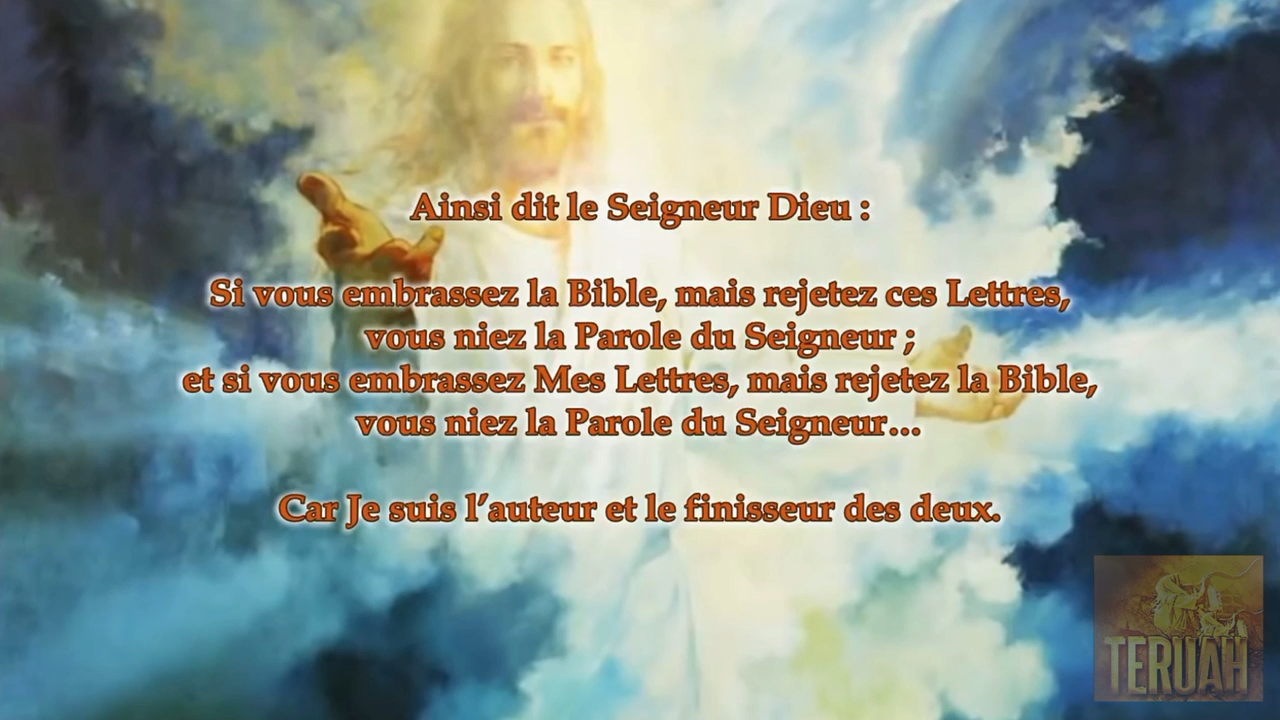 Ainsi dit le Seigneur Dieu :
Si vous embrassez la Bible, mais rejetez ces Lettres,
vous niez la Parole du Seigneur ;
et si vous embrassez Mes Lettres, mais rejetez la Bible,
vous niez la Parole du Seigneur…
Car Je suis l’auteur et le finisseur des deux.
TERUAH